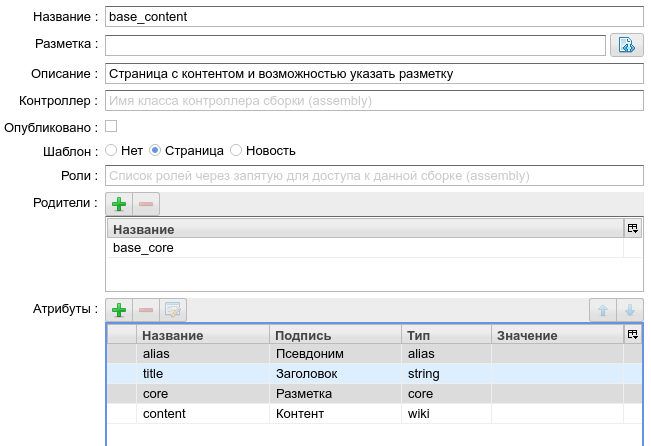 Название : base_content
Разметка :
Описание : Страница с контентом и возможностью указать разметку
Контроллер : Имя класса контроллера сборки (assembly)
Опубликовано :
Шаблон : Нет Страница Новость
Роли : Список ролей через запятую для доступа к данной сборке (assembly)
Родители :
Название
base_core
Атрибуты :
Название Подпись Тип Значение
alias Псевдоним alias
title Заголовок string
core Разметка core
content Контент wiki